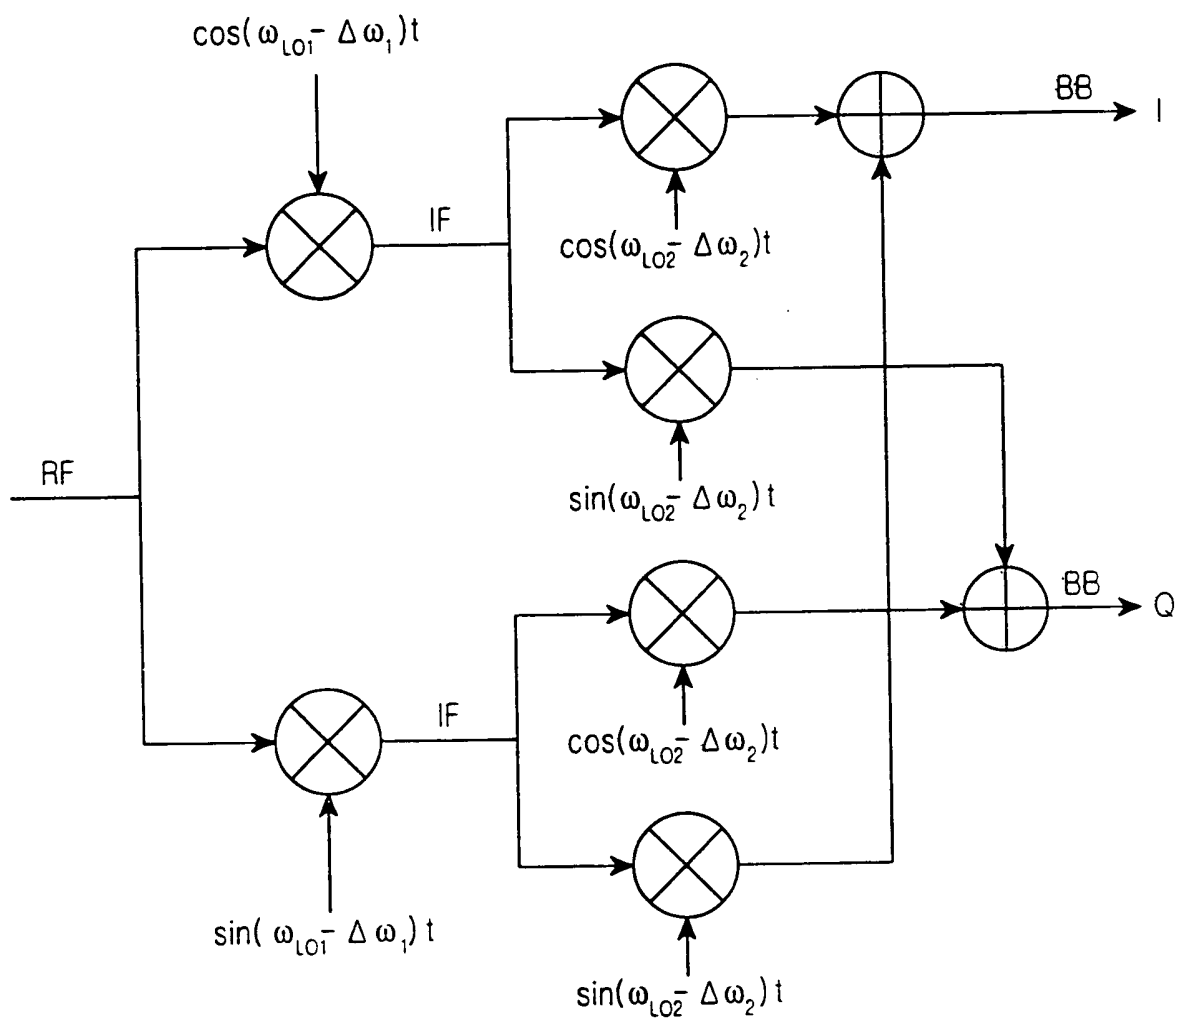 cos(ω_LO1 - Δω_1)t
BB
I
IF
cos(ω_LO2 - Δω_2)t
RF
sin(ω_LO2 - Δω_2)t
BB
Q
IF
cos(ω_LO2 - Δω_2)t
sin(ω_LO1 - Δω_1)t
sin(ω_LO2 - Δω_2)t